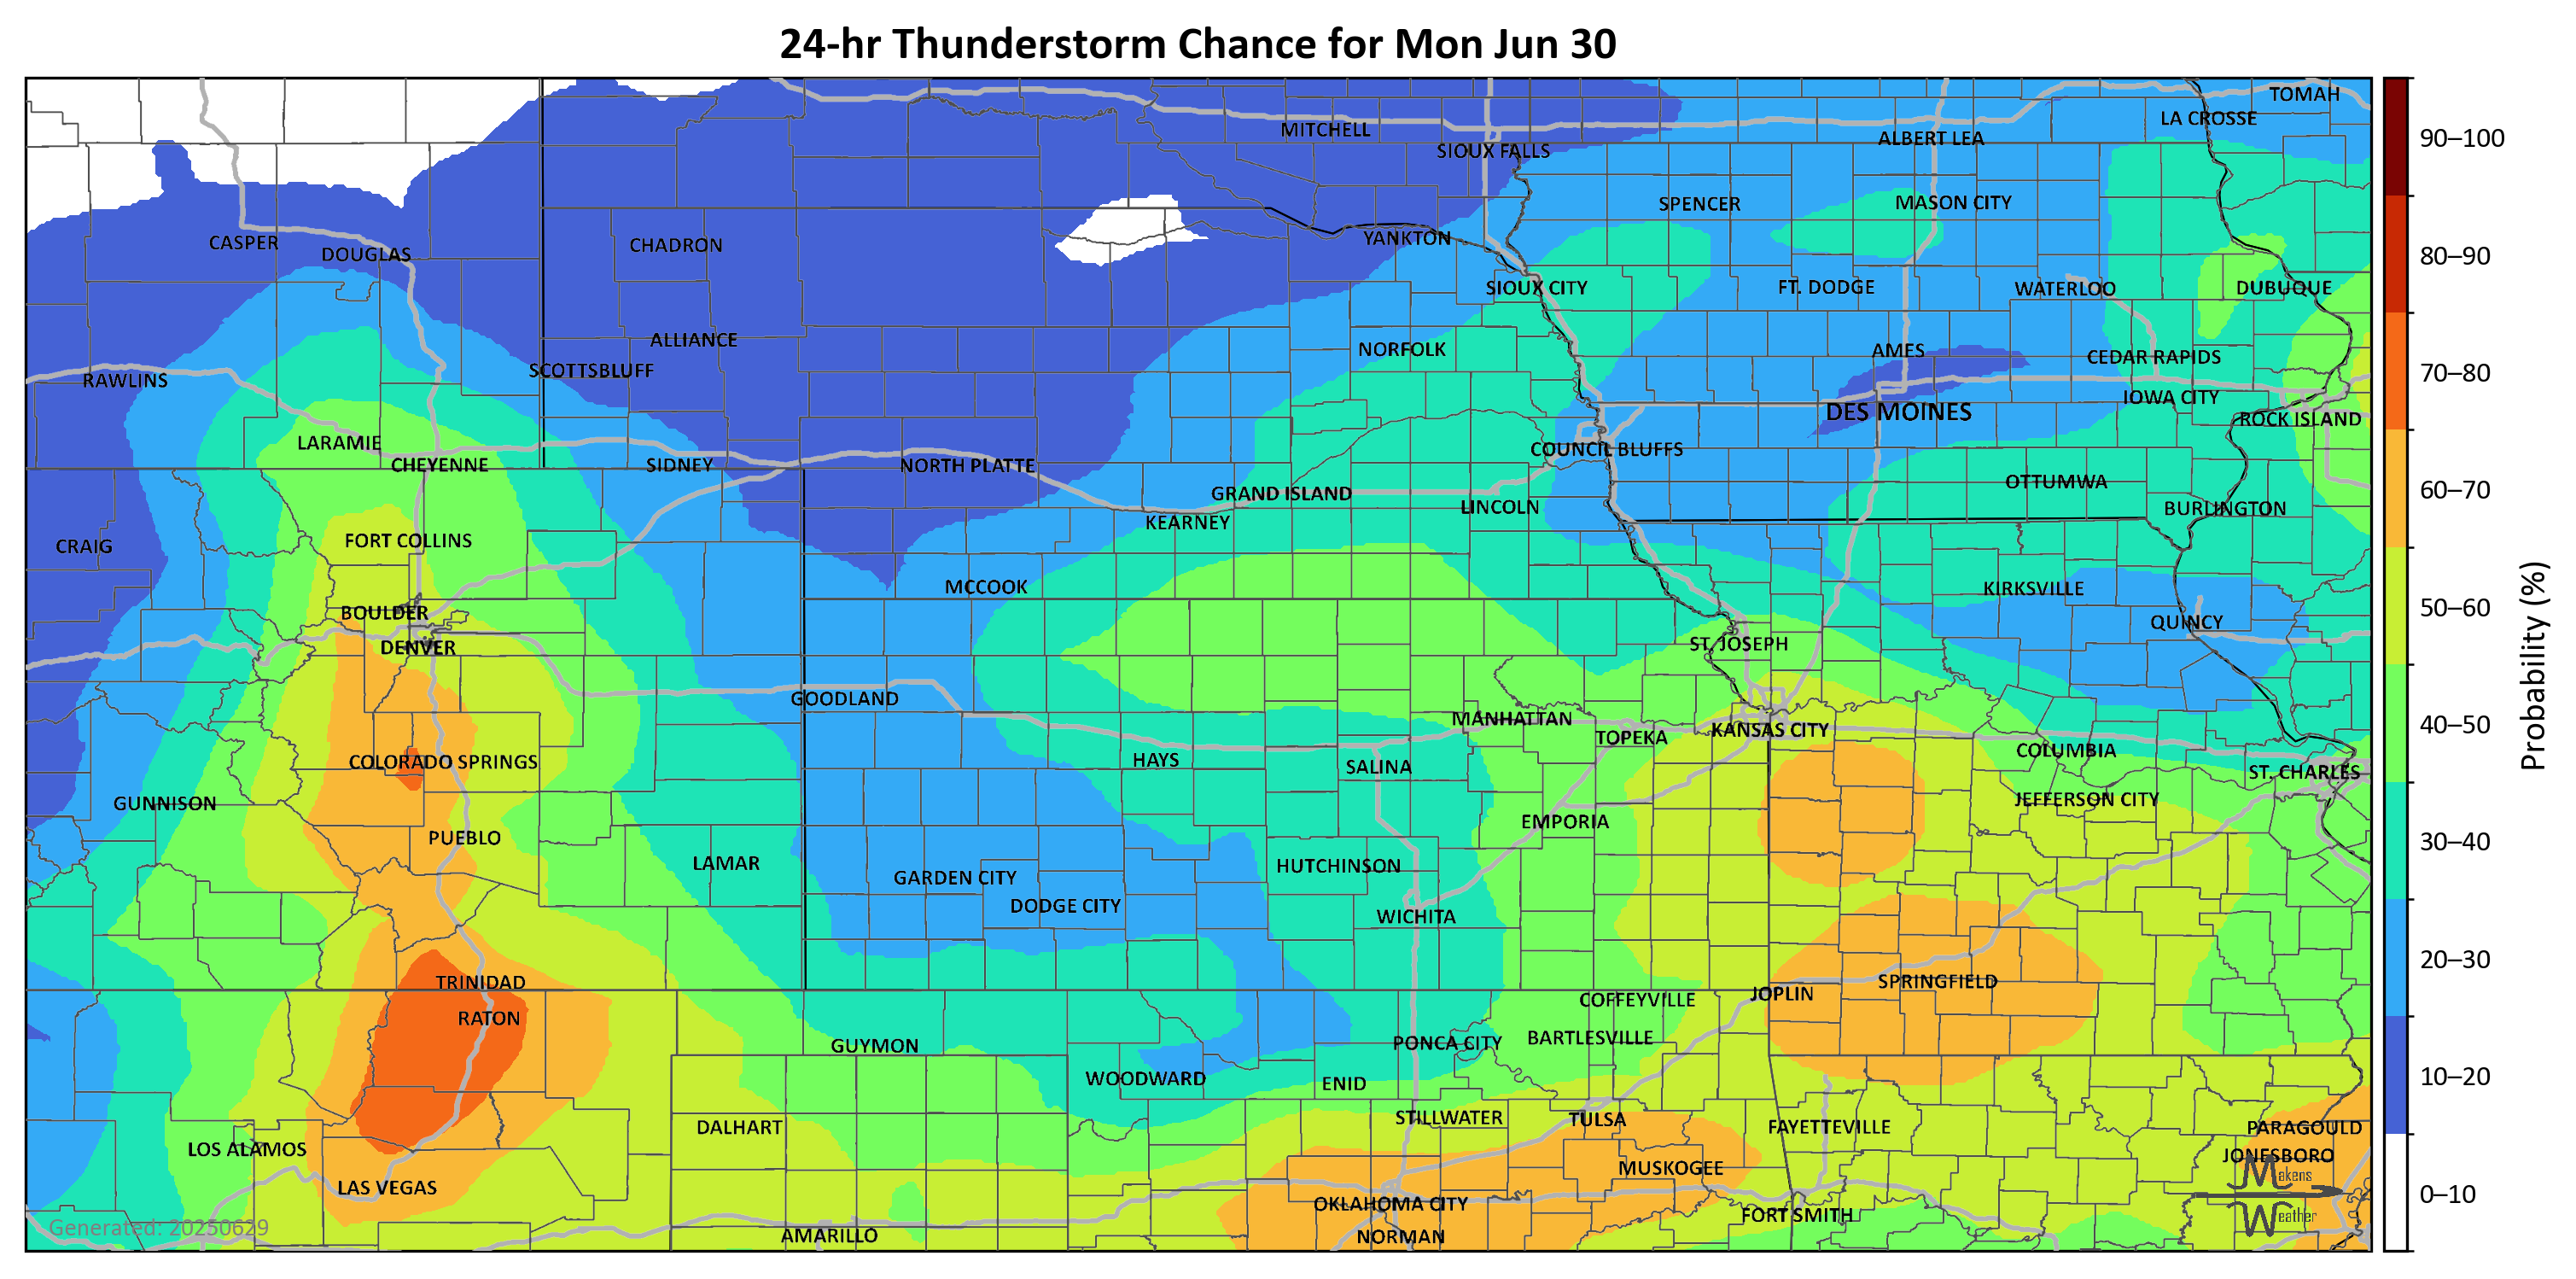 24-hr Thunderstorm Chance for Mon Jun 30
TOMAH
LA CROSSE
MITCHELL
ALBERT LEA
SIOUX FALLS
SPENCER
MASON CITY
CASPER
DOUGLAS
CHADRON
YANKTON
SIOUX CITY
FT. DODGE
WATERLOO
DUBUQUE
ALLIANCE
NORFOLK
AMES
CEDAR RAPIDS
RAWLINS
SCOTTSBLUFF
IOWA CITY
DES MOINES
ROCK ISLAND
LARAMIE
CHEYENNE
SIDNEY
NORTH PLATTE
COUNCIL BLUFFS
GRAND ISLAND
LINCOLN
OTTUMWA
BURLINGTON
KEARNEY
CRAIG
FORT COLLINS
MCCOOK
KIRKSVILLE
BOULDER
QUINCY
DENVER
ST. JOSEPH
GOODLAND
MANHATTAN
TOPEKA
KANSAS CITY
COLUMBIA
COLORADO SPRINGS
HAYS
SALINA
ST. CHARLES
GUNNISON
JEFFERSON CITY
PUEBLO
EMPORIA
LAMAR
HUTCHINSON
GARDEN CITY
DODGE CITY
WICHITA
TRINIDAD
SPRINGFIELD
JOPLIN
COFFEYVILLE
RATON
BARTLESVILLE
GUYMON
PONCA CITY
WOODWARD
ENID
STILLWATER
TULSA
DALHART
FAYETTEVILLE
PARAGOULD
LOS ALAMOS
JONESBORO
MUSKOGEE
LAS VEGAS
OKLAHOMA CITY
FORT SMITH
AMARILLO
NORMAN
Generated: 20250629
Makens
Weather
90–100
80–90
70–80
60–70
50–60
40–50
30–40
20–30
10–20
0–10
Probability (%)